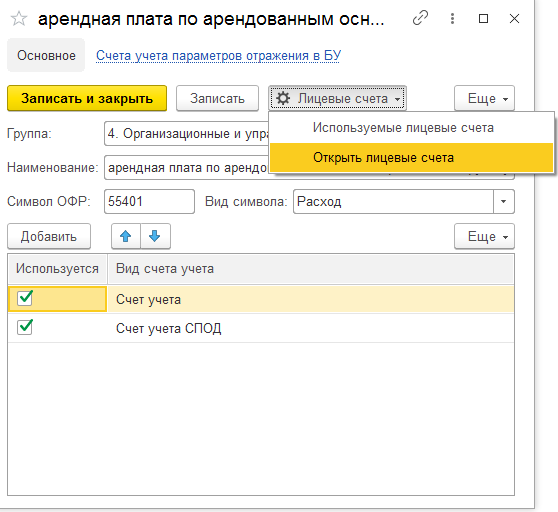 арендная плата по арендованным осн...
Основное Счета учета параметров отражения в БУ
Записать и закрыть Записать Лицевые счета Еще
Используемые лицевые счета
Группа: 4. Организационные и упра
Открыть лицевые счета
Наименование: арендная плата по арендо
Символ ОФР: 55401 Вид символа: Расход
Добавить Еще
Используется Вид счета учета
Счет учета
Счет учета СПОД